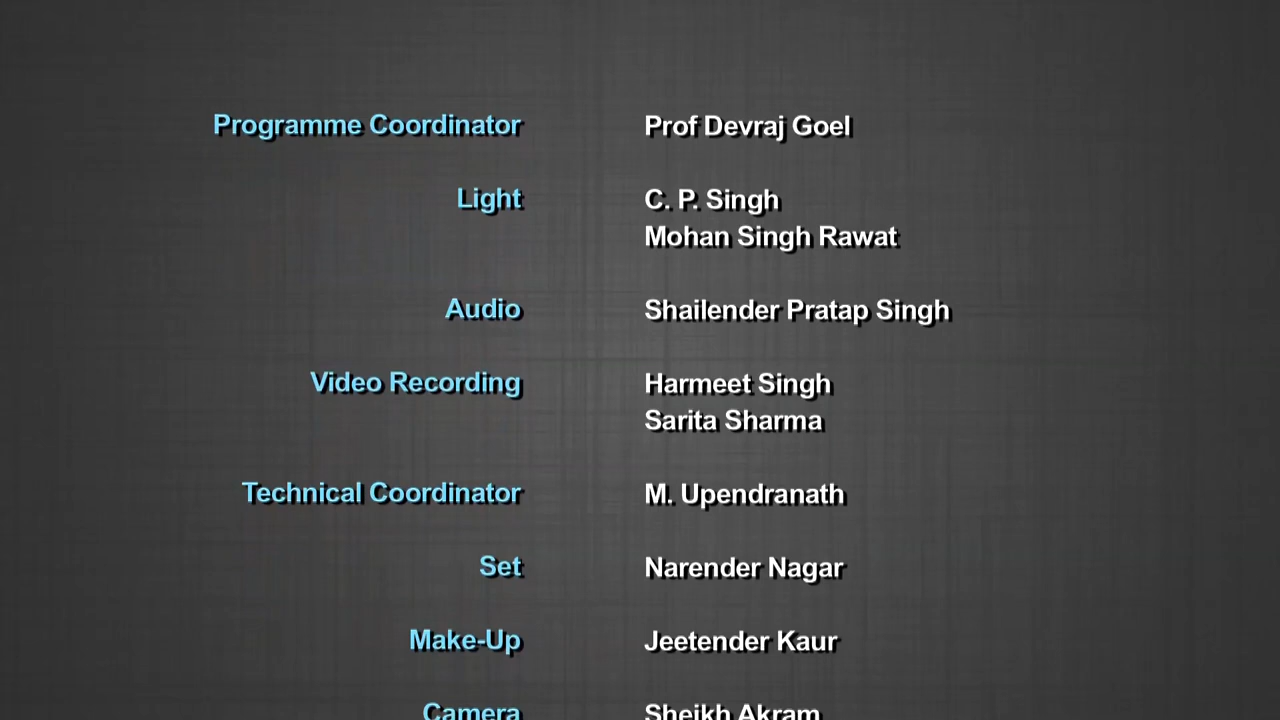 Programme Coordinator Prof Devraj Goel
Light C. P. Singh
Mohan Singh Rawat
Audio Shailender Pratap Singh
Video Recording Harmeet Singh
Sarita Sharma
Technical Coordinator M. Upendranath
Set Narender Nagar
Make-Up Jeetender Kaur
Camera Sheikh Akram